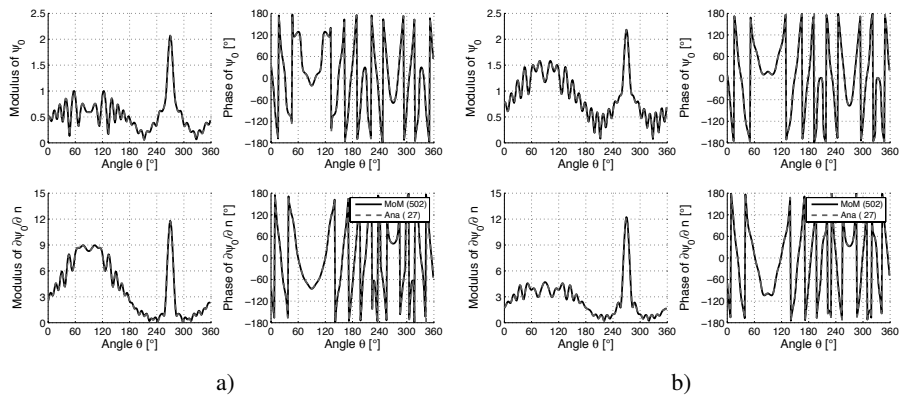 2.5
2
1.5
1
0.5
0
0 60 120 180 240 300 360
Modulus of ψ0
Angle θ [°]
180
120
60
0
−60
−120
−180
0 60 120 180 240 300 360
Phase of ψ0 [°]
Angle θ [°]
2.5
2
1.5
1
0.5
0
0 60 120 180 240 300 360
Modulus of ψ0
Angle θ [°]
180
120
60
0
−60
−120
−180
0 60 120 180 240 300 360
Phase of ψ0 [°]
Angle θ [°]
15
12
9
6
3
0
0 60 120 180 240 300 360
Modulus of ∂ψ0/∂ n
Angle θ [°]
180
120
60
0
−60
−120
−180
0 60 120 180 240 300 360
Phase of ∂ψ0/∂ n [°]
Angle θ [°]
MoM (502)
Ana ( 27)
15
12
9
6
3
0
0 60 120 180 240 300 360
Modulus of ∂ψ0/∂ n
Angle θ [°]
180
120
60
0
−60
−120
−180
0 60 120 180 240 300 360
Phase of ∂ψ0/∂ n [°]
Angle θ [°]
MoM (502)
Ana ( 27)
a)
b)